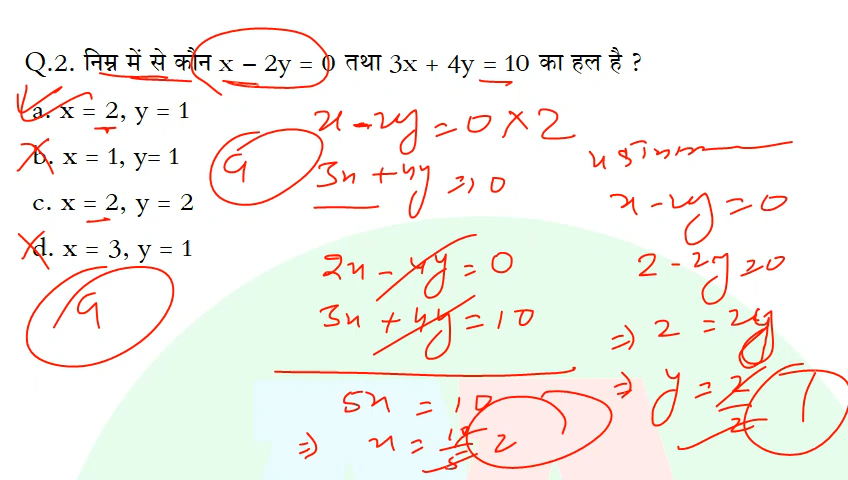 Q.2. निम्न में से कौन x – 2y = 0 तथा 3x + 4y = 10 का हल है ?
a. x = 2, y = 1
b. x = 1, y= 1
c. x = 2, y = 2
d. x = 3, y = 1
a
a
x - 2y = 0 × 2
3x + 4y = 10
2x - 4y = 0
3x + 4y = 10
5x = 10
⇒ x = 10/5 2
x - 2y = 0
2 - 2y = 0
⇒ 2 = 2y
⇒ y = 2/2 1